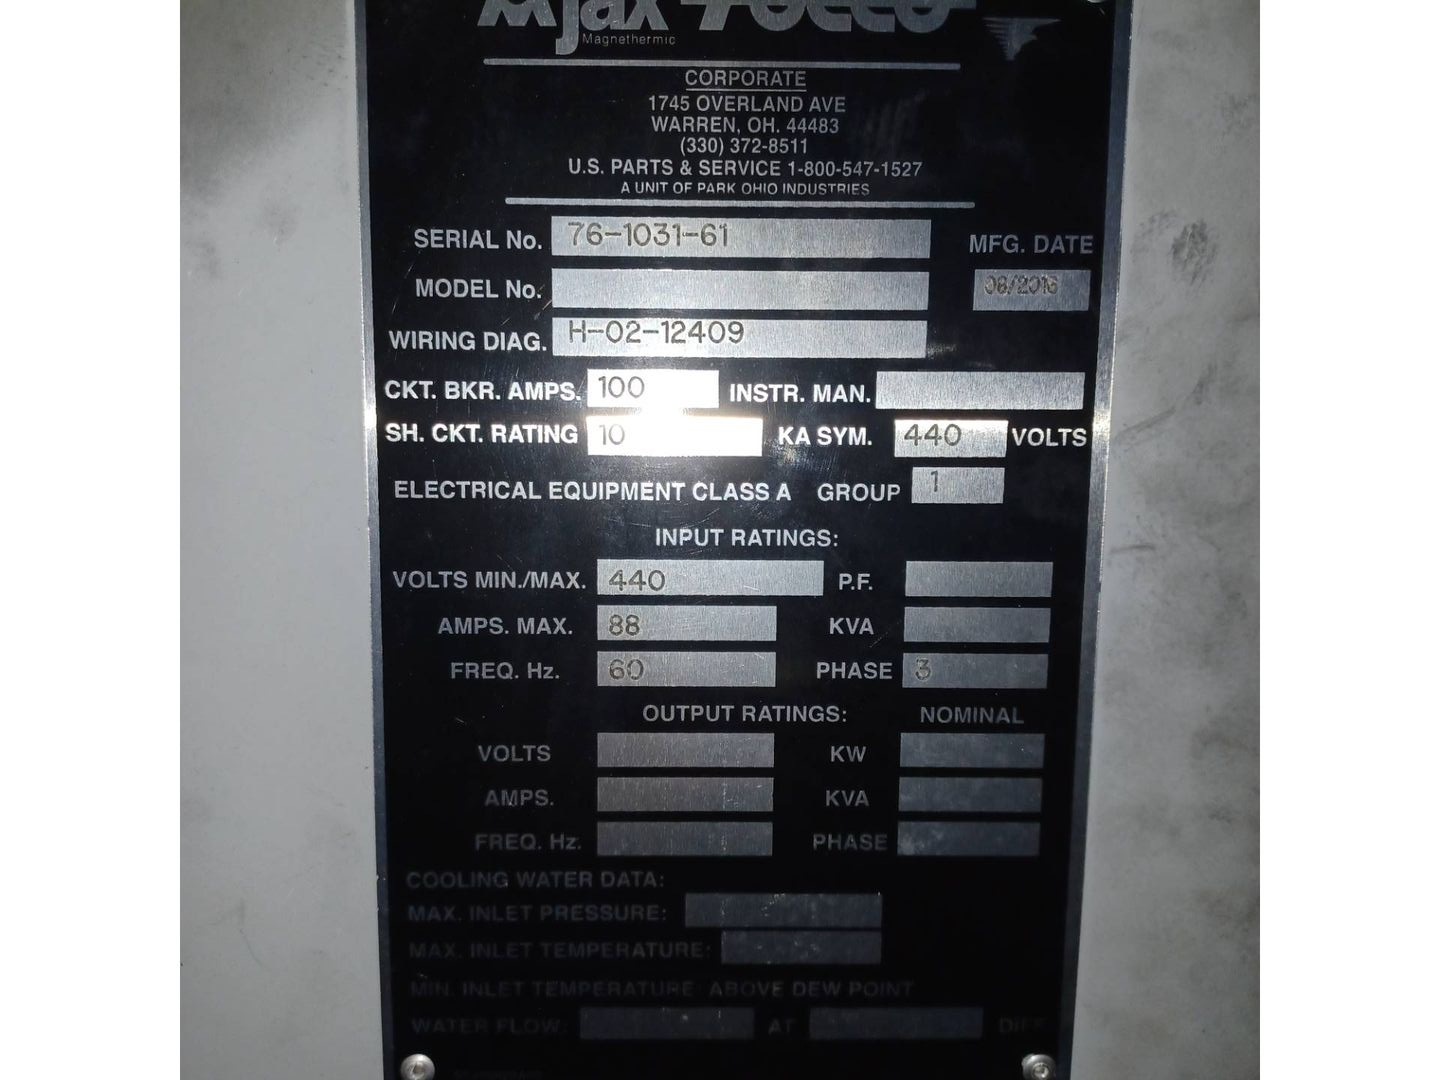 Ajax TOCCO
Magnethermic
CORPORATE
1745 OVERLAND AVE
WARREN, OH. 44483
(330) 372-8511
U.S. PARTS & SERVICE 1-800-547-1527
A UNIT OF PARK OHIO INDUSTRIES
SERIAL No. 76-1031-61
MFG. DATE
MODEL No.
08/2016
WIRING DIAG. H-02-12409
CKT. BKR. AMPS. 100 INSTR. MAN.
SH. CKT. RATING 10 KA SYM. 440 VOLTS
ELECTRICAL EQUIPMENT CLASS A GROUP 1
INPUT RATINGS:
VOLTS MIN./MAX. 440 P.F.
AMPS. MAX. 88 KVA
FREQ. Hz. 60 PHASE 3
OUTPUT RATINGS: NOMINAL
VOLTS KW
AMPS. KVA
FREQ. Hz. PHASE
COOLING WATER DATA:
MAX. INLET PRESSURE:
MAX. INLET TEMPERATURE:
MIN. INLET TEMPERATURE ABOVE DEW POINT
WATER FLOW: AT DIFF